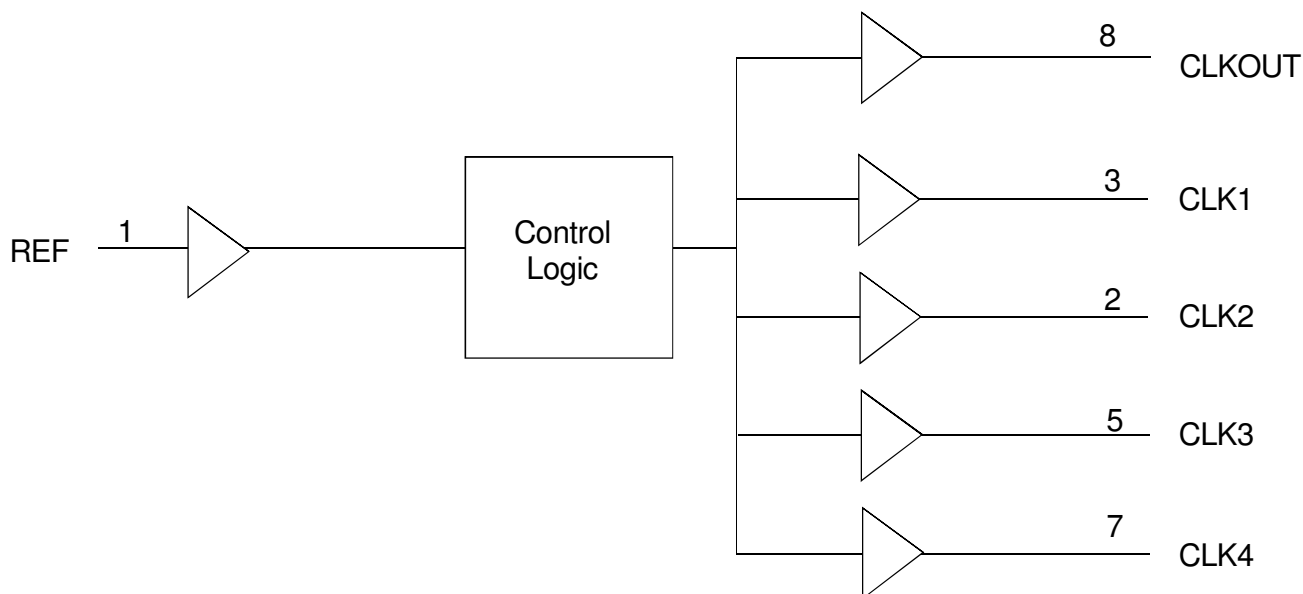 8
CLKOUT
3
CLK1
REF
1
Control
Logic
2
CLK2
5
CLK3
7
CLK4